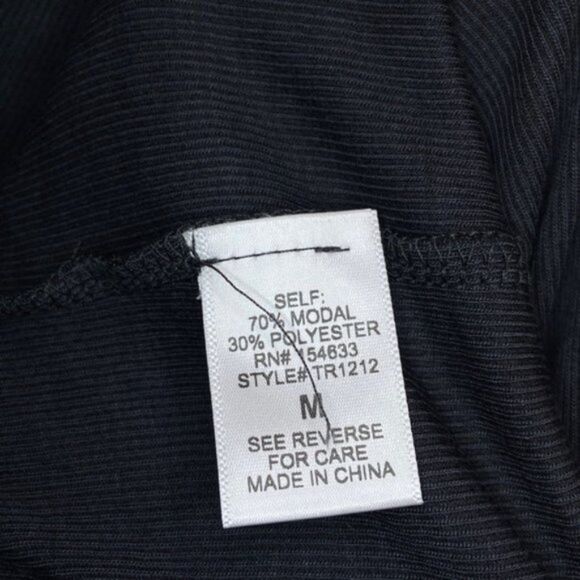 SELF:
70% MODAL
30% POLYESTER
RN# 154633
STYLE# TR1212
M
SEE REVERSE
FOR CARE
MADE IN CHINA